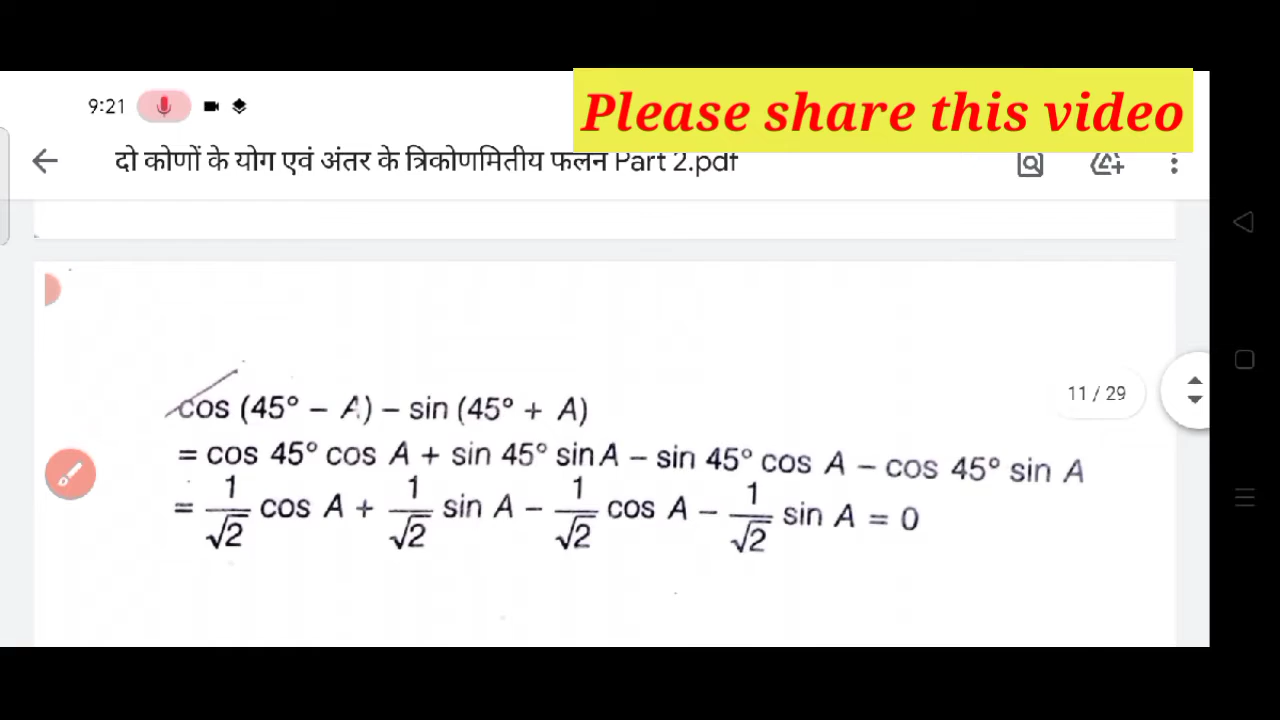 Please share this video
9:21
दो कोणों के योग एवं अंतर के त्रिकोणमितीय फलन Part 2.pdf
11 / 29
cos (45° – A) – sin (45° + A)
= cos 45° cos A + sin 45° sin A – sin 45° cos A – cos 45° sin A
= 1/√2 cos A + 1/√2 sin A – 1/√2 cos A – 1/√2 sin A = 0